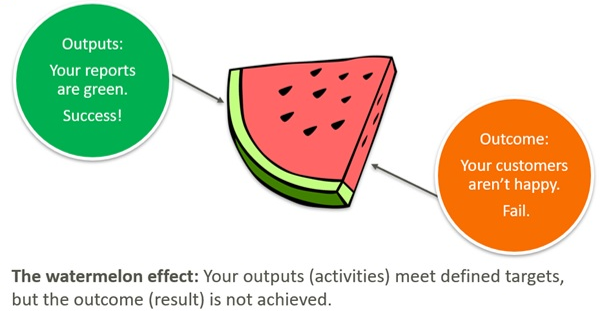 Outputs:
Your reports
are green.
Success!
Outcome:
Your customers
aren't happy.
Fail.
The watermelon effect: Your outputs (activities) meet defined targets,
but the outcome (result) is not achieved.